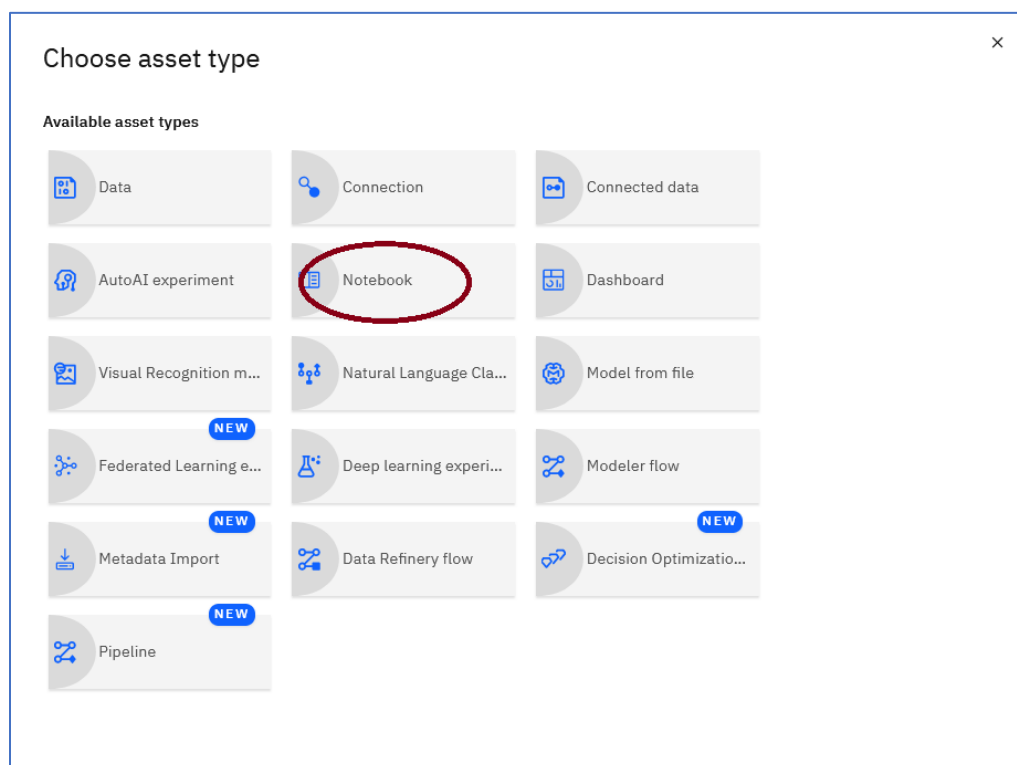 Choose asset type
Available asset types
Data
Connection
Connected data
AutoAI experiment
Notebook
Dashboard
Visual Recognition m...
Natural Language Cla...
Model from file
NEW
Federated Learning e...
Deep learning experi...
Modeler flow
NEW
NEW
Metadata Import
Data Refinery flow
Decision Optimizatio...
NEW
Pipeline